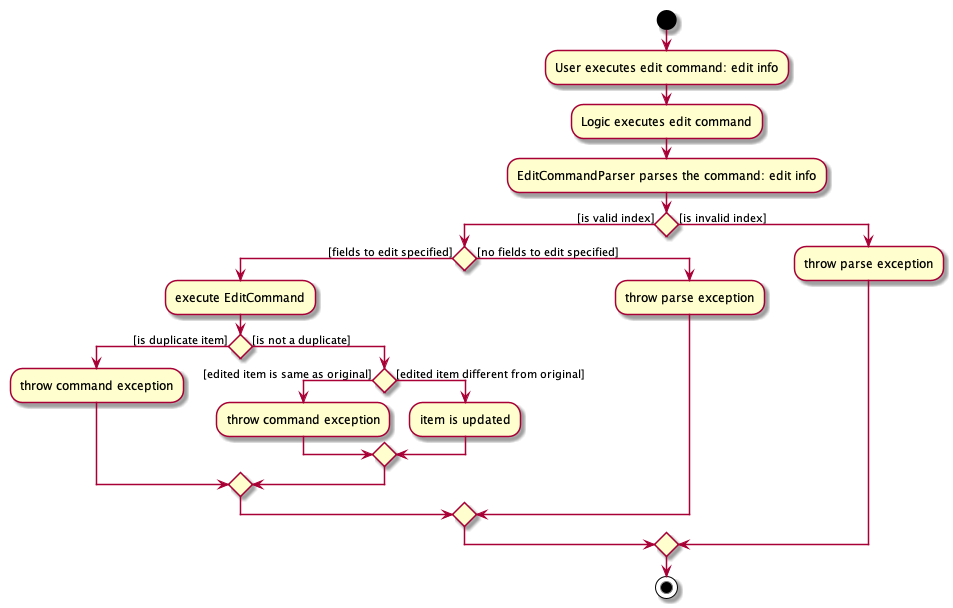 User executes edit command: edit info
Logic executes edit command
EditCommandParser parses the command: edit info
[is valid index]
[is invalid index]
[fields to edit specified]
[no fields to edit specified]
throw parse exception
execute EditCommand
throw parse exception
[is duplicate item]
[is not a duplicate]
throw command exception
[edited item is same as original]
[edited item different from original]
throw command exception
item is updated